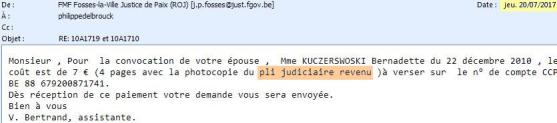 De : FMF Fosses-la-Ville Justice de Paix (ROJ) [j.p.fosses@just.fgov.be] Date : jeu. 20/07/2017
À : philippedelbrouck
Cc :
Objet : RE: 10A1719 et 10A1710
Monsieur , Pour la convocation de votre épouse , Mme KUCZERSWOSKI Bernadette du 22 décembre 2010 , le
coût est de 7 € (4 pages avec la photocopie du pli judiciaire revenu )à verser sur le n° de compte CCP
BE 88 679200871741.
Dès réception de ce paiement votre demande vous sera envoyée.
Bien à vous
V. Bertrand, assistante.